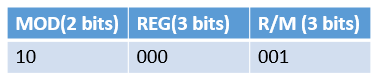 MOD(2 bits) REG(3 bits) R/M (3 bits)
10 000 001